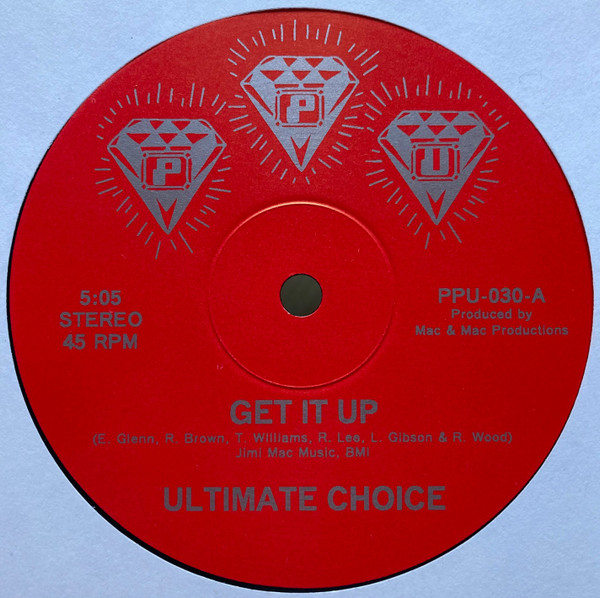 P
P
U
5:05
STEREO
45 RPM
PPU-030-A
Produced by
Mac & Mac Productions
GET IT UP
(E. Glenn, R. Brown, T. Williams, R. Lee, L. Gibson & R. Wood)
Jimi Mac Music, BMI
ULTIMATE CHOICE